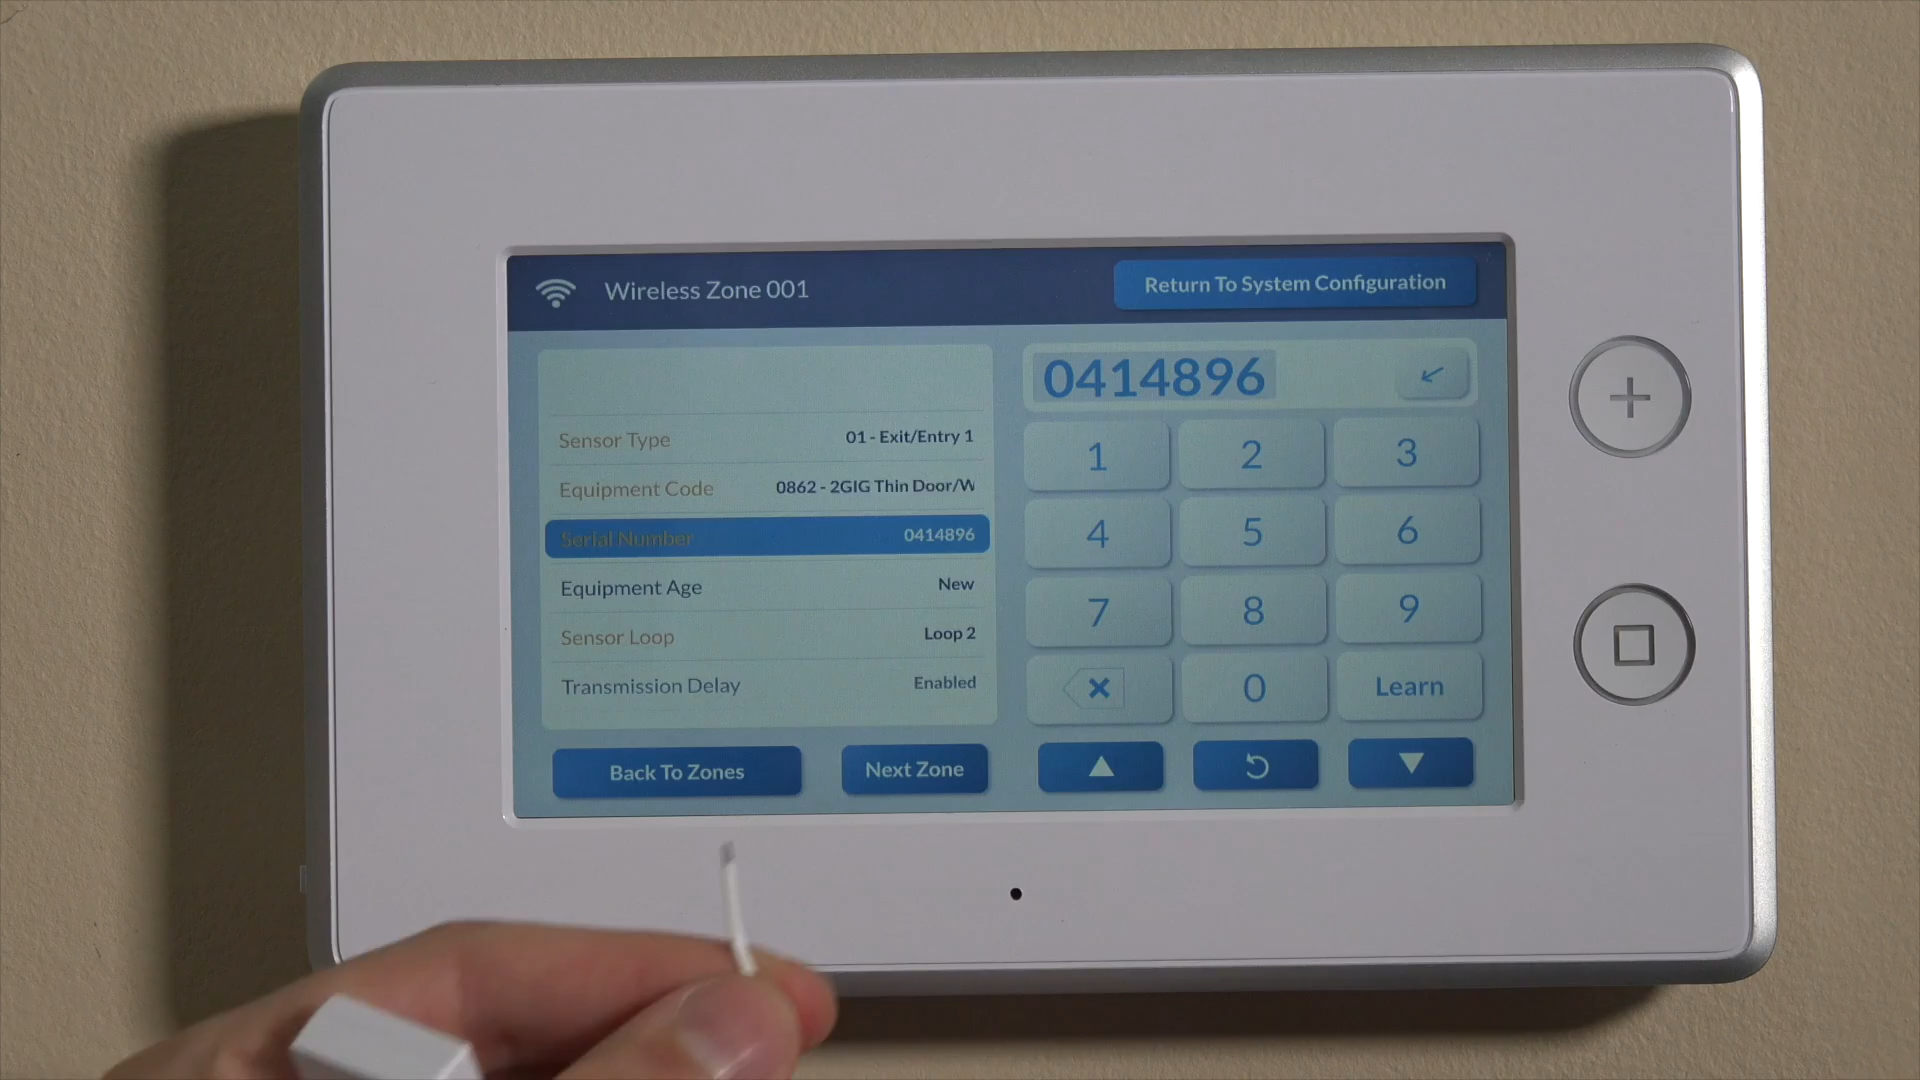 Wireless Zone 001
Return To System Configuration
Sensor Type 01 - Exit/Entry 1
Equipment Code 0862 - 2GIG Thin Door/W
Serial Number 0414896
Equipment Age New
Sensor Loop Loop 2
Transmission Delay Enabled
Back To Zones
Next Zone
0414896
1 2 3
4 5 6
7 8 9
0 Learn